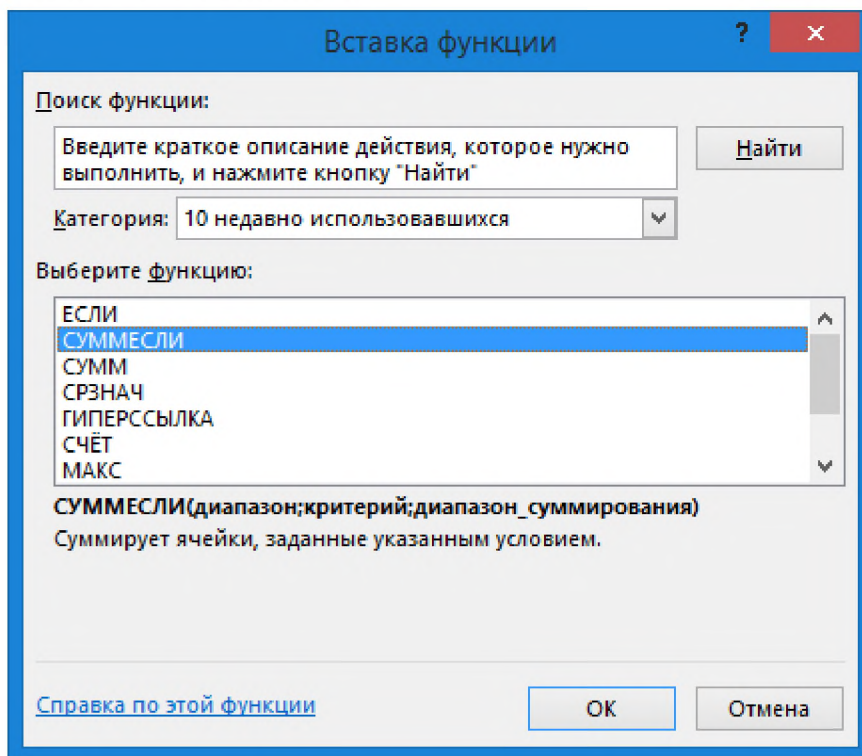 Вставка функции
?
Поиск функции:
Введите краткое описание действия, которое нужно
выполнить, и нажмите кнопку "Найти"
Найти
Категория: 10 недавно использовавшихся
Выберите функцию:
ЕСЛИ
СУММЕСЛИ
СУММ
СРЗНАЧ
ГИПЕРССЫЛКА
СЧЁТ
МАКС
СУММЕСЛИ(диапазон;критерий;диапазон_суммирования)
Суммирует ячейки, заданные указанным условием.
Справка по этой функции
ОК
Отмена